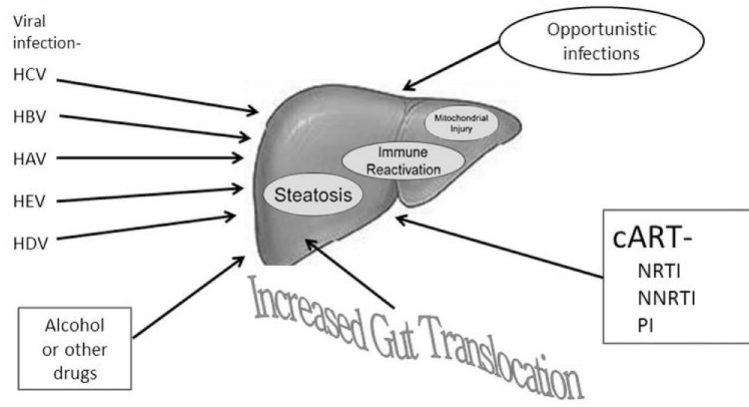 Viral
infection-
HCV
HBV
HAV
HEV
HDV
Alcohol
or other
drugs
Opportunistic
infections
Mitochondrial
Injury
Immune
Reactivation
Steatosis
cART-
NRTI
NNRTI
PI
Increased Gut Translocation